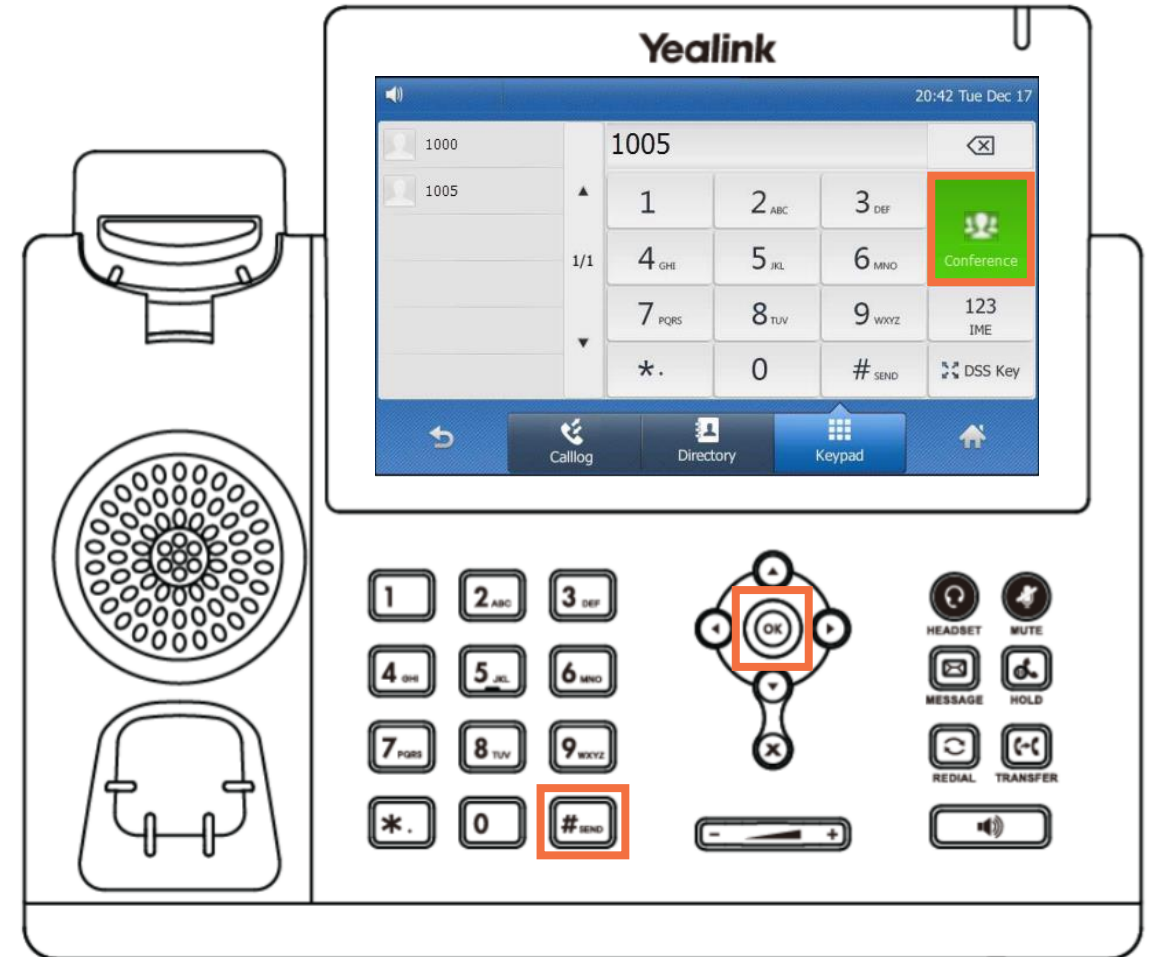 Yealink
20:42 Tue Dec 17
1000
1005
1/1
1005
1
2 ABC
3 DEF
4 GHI
5 JKL
6 MNO
7 PQRS
8 TUV
9 WXYZ
*.
0
# SEND
Conference
123
IME
DSS Key
Calllog
Directory
Keypad
1
2 ABC
3 DEF
4 GHI
5 JKL
6 MNO
7 PQRS
8 TUV
9 WXYZ
*.
0
# SEND
OK
- +
HEADSET MUTE
MESSAGE HOLD
REDIAL TRANSFER